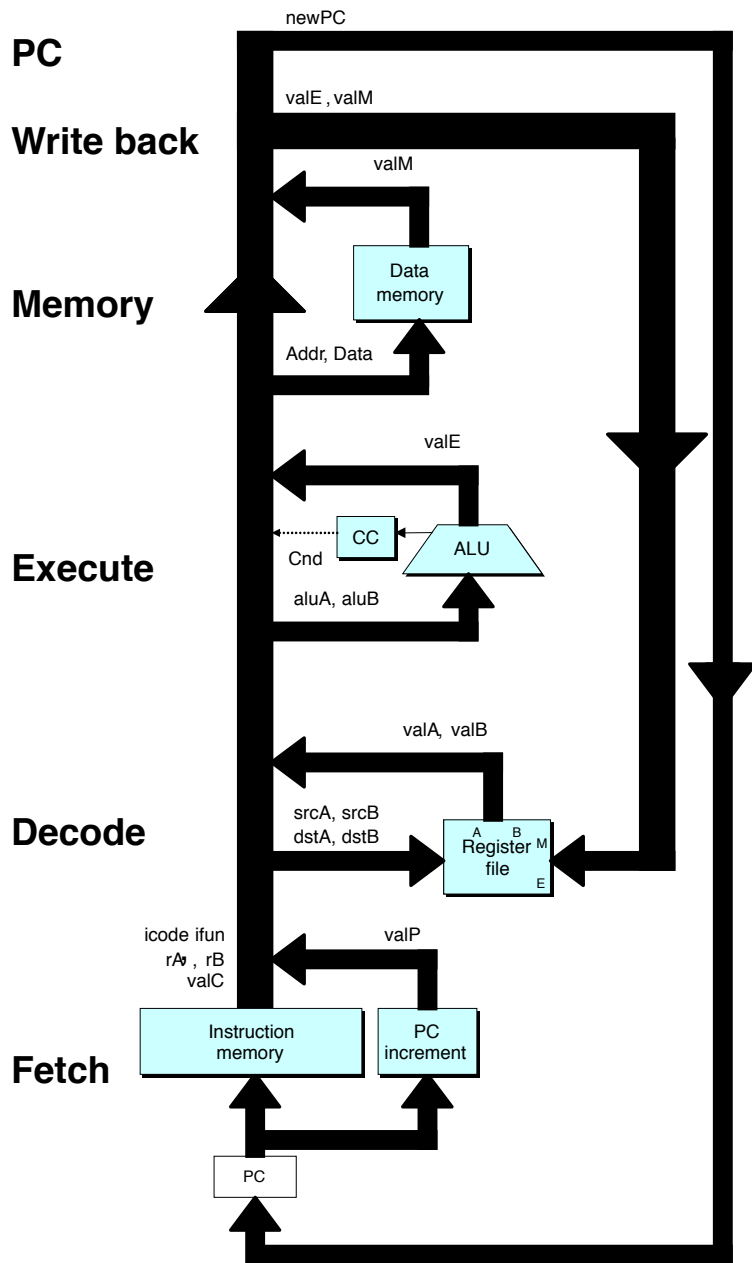 newPC
PC
valE , valM
Write back
valM
Data
memory
Memory
Addr, Data
valE
CC
ALU
Cnd
Execute
aluA, aluB
valA, valB
srcA, srcB
dstA, dstB
Decode
A B
Register M
file
E
icode ifun
rA, , rB
valC
valP
Instruction
memory
PC
increment
Fetch
PC